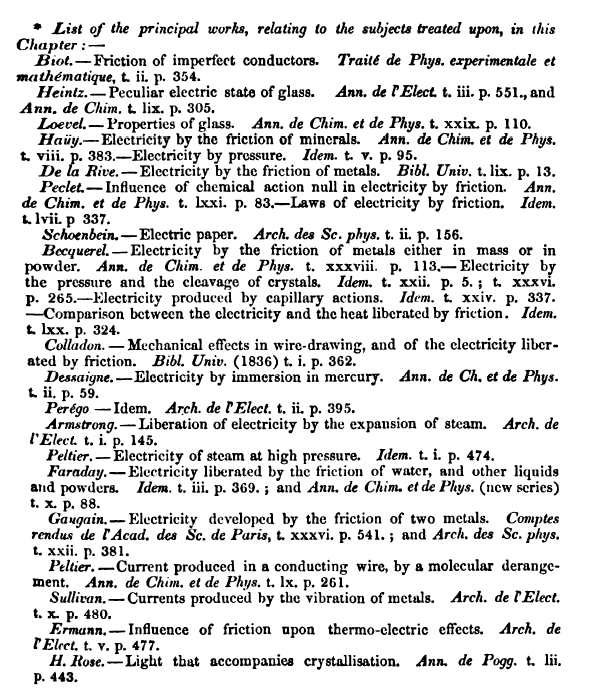 * List of the principal works, relating to the subjects treated upon, in this
Chapter : —
Biot. — Friction of imperfect conductors. Traité de Phys. experimentale et
mathématique, t. ii. p. 354.
Heintz. — Peculiar electric state of glass. Ann. de l'Elect. t. iii. p. 551., and
Ann. de Chim. t. lix. p. 305.
Loevel. — Properties of glass. Ann. de Chim. et de Phys. t. xxix. p. 110.
Haüy. — Electricity by the friction of minerals. Ann. de Chim. et de Phys.
t. viii. p. 383.—Electricity by pressure. Idem. t. v. p. 95.
De la Rive. — Electricity by the friction of metals. Bibl. Univ. t. lix. p. 13.
Peclet. — Influence of chemical action null in electricity by friction. Ann.
de Chim. et de Phys. t. lxxi. p. 83.—Laws of electricity by friction. Idem.
t. lvii. p 337.
Schoenbein. — Electric paper. Arch. des Sc. phys. t. ii. p. 156.
Becquerel. — Electricity by the friction of metals either in mass or in
powder. Ann. de Chim. et de Phys. t. xxxviii. p. 113.— Electricity by
the pressure and the cleavage of crystals. Idem. t. xxii. p. 5. ; t. xxxvi.
p. 265.—Electricity produced by capillary actions. Idem. t. xxiv. p. 337.
—Comparison between the electricity and the heat liberated by friction. Idem.
t. lxx. p. 324.
Colladon. — Mechanical effects in wire-drawing, and of the electricity liber-
ated by friction. Bibl. Univ. (1836) t. i. p. 362.
Dessaigne. — Electricity by immersion in mercury. Ann. de Ch. et de Phys.
t. ii. p. 59.
Perégo — Idem. Arch. de l'Elect. t. ii. p. 395.
Armstrong. — Liberation of electricity by the expansion of steam. Arch. de
l'Elect. t. i. p. 145.
Peltier. — Electricity of steam at high pressure. Idem. t. i. p. 474.
Faraday. — Electricity liberated by the friction of water, and other liquids
and powders. Idem. t. iii. p. 369. ; and Ann. de Chim. et de Phys. (new series)
t. x. p. 88.
Gaugain. — Electricity developed by the friction of two metals. Comptes
rendus de l'Acad. des Sc. de Paris, t. xxxvi. p. 541. ; and Arch. des Sc. phys.
t. xxii. p. 381.
Peltier. — Current produced in a conducting wire, by a molecular derange-
ment. Ann. de Chim. et de Phys. t. lx. p. 261.
Sullivan. — Currents produced by the vibration of metals. Arch. de l'Elect.
t. x. p. 480.
Ermann. — Influence of friction upon thermo-electric effects. Arch. de
l'Elect. t. v. p. 477.
H. Rose. — Light that accompanies crystallisation. Ann. de Pogg. t. lii.
p. 443.